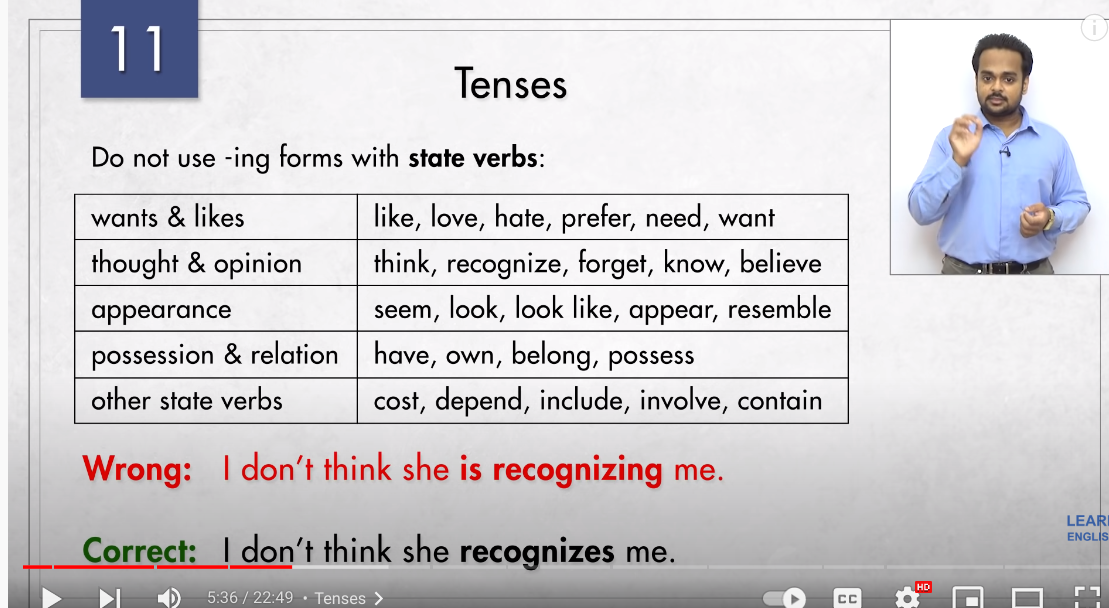 11
Tenses
Do not use -ing forms with state verbs:
wants & likes like, love, hate, prefer, need, want
thought & opinion think, recognize, forget, know, believe
appearance seem, look, look like, appear, resemble
possession & relation have, own, belong, possess
other state verbs cost, depend, include, involve, contain
Wrong: I don't think she is recognizing me.
LEAR
ENGLIS
Correct: I don't think she recognizes me.
5:36 / 22:49 • Tenses
CC
HD